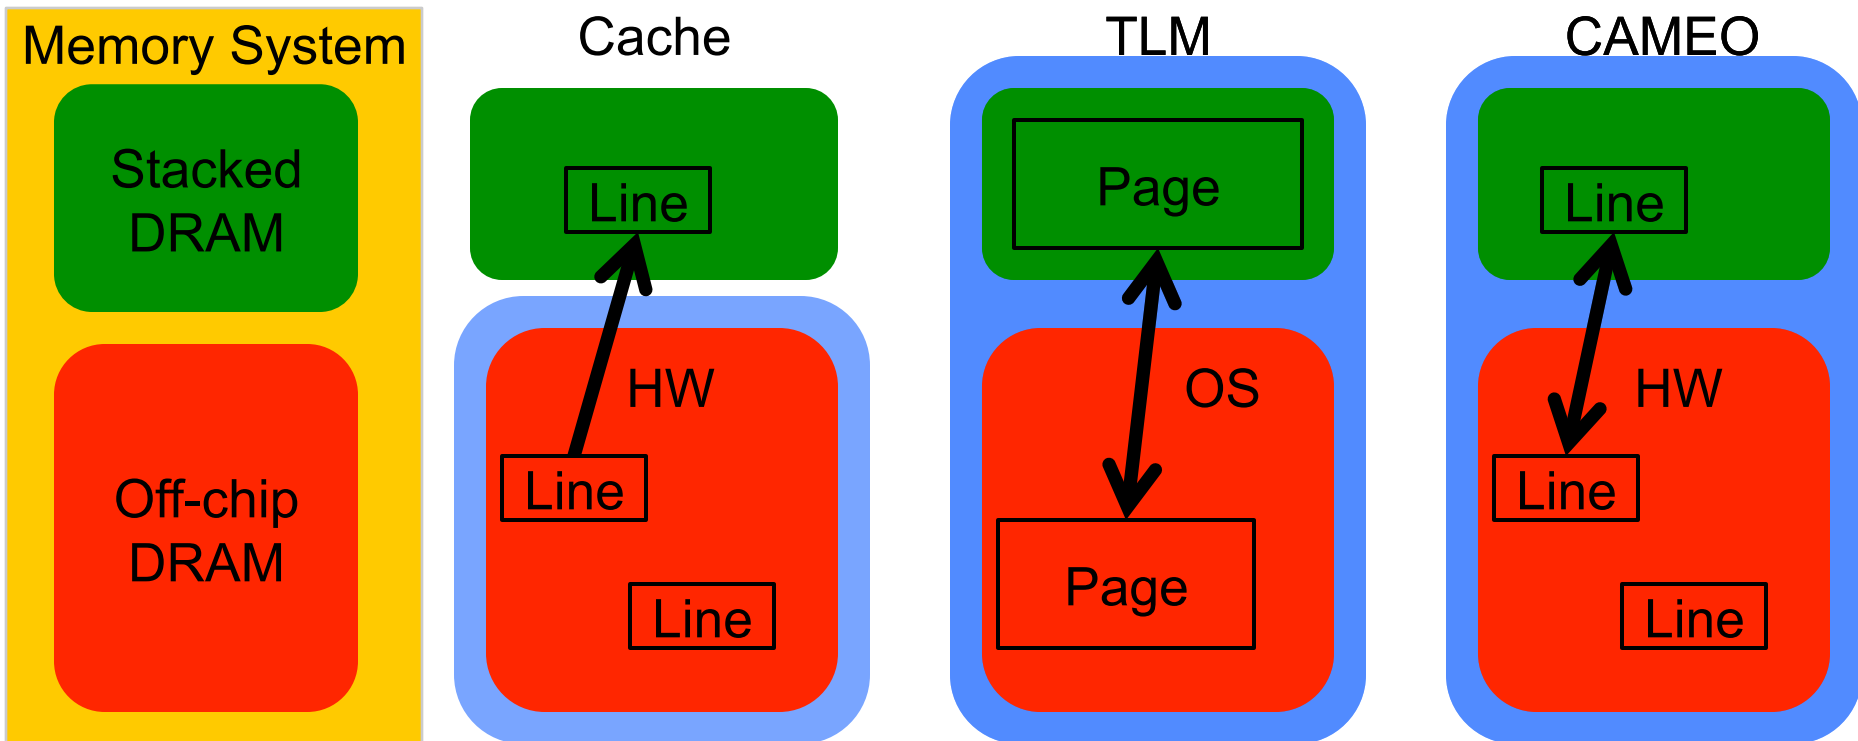 Memory System
Stacked
DRAM
Off-chip
DRAM
Cache
Line
HW
Line
Line
TLM
Page
OS
Page
CAMEO
Line
HW
Line
Line